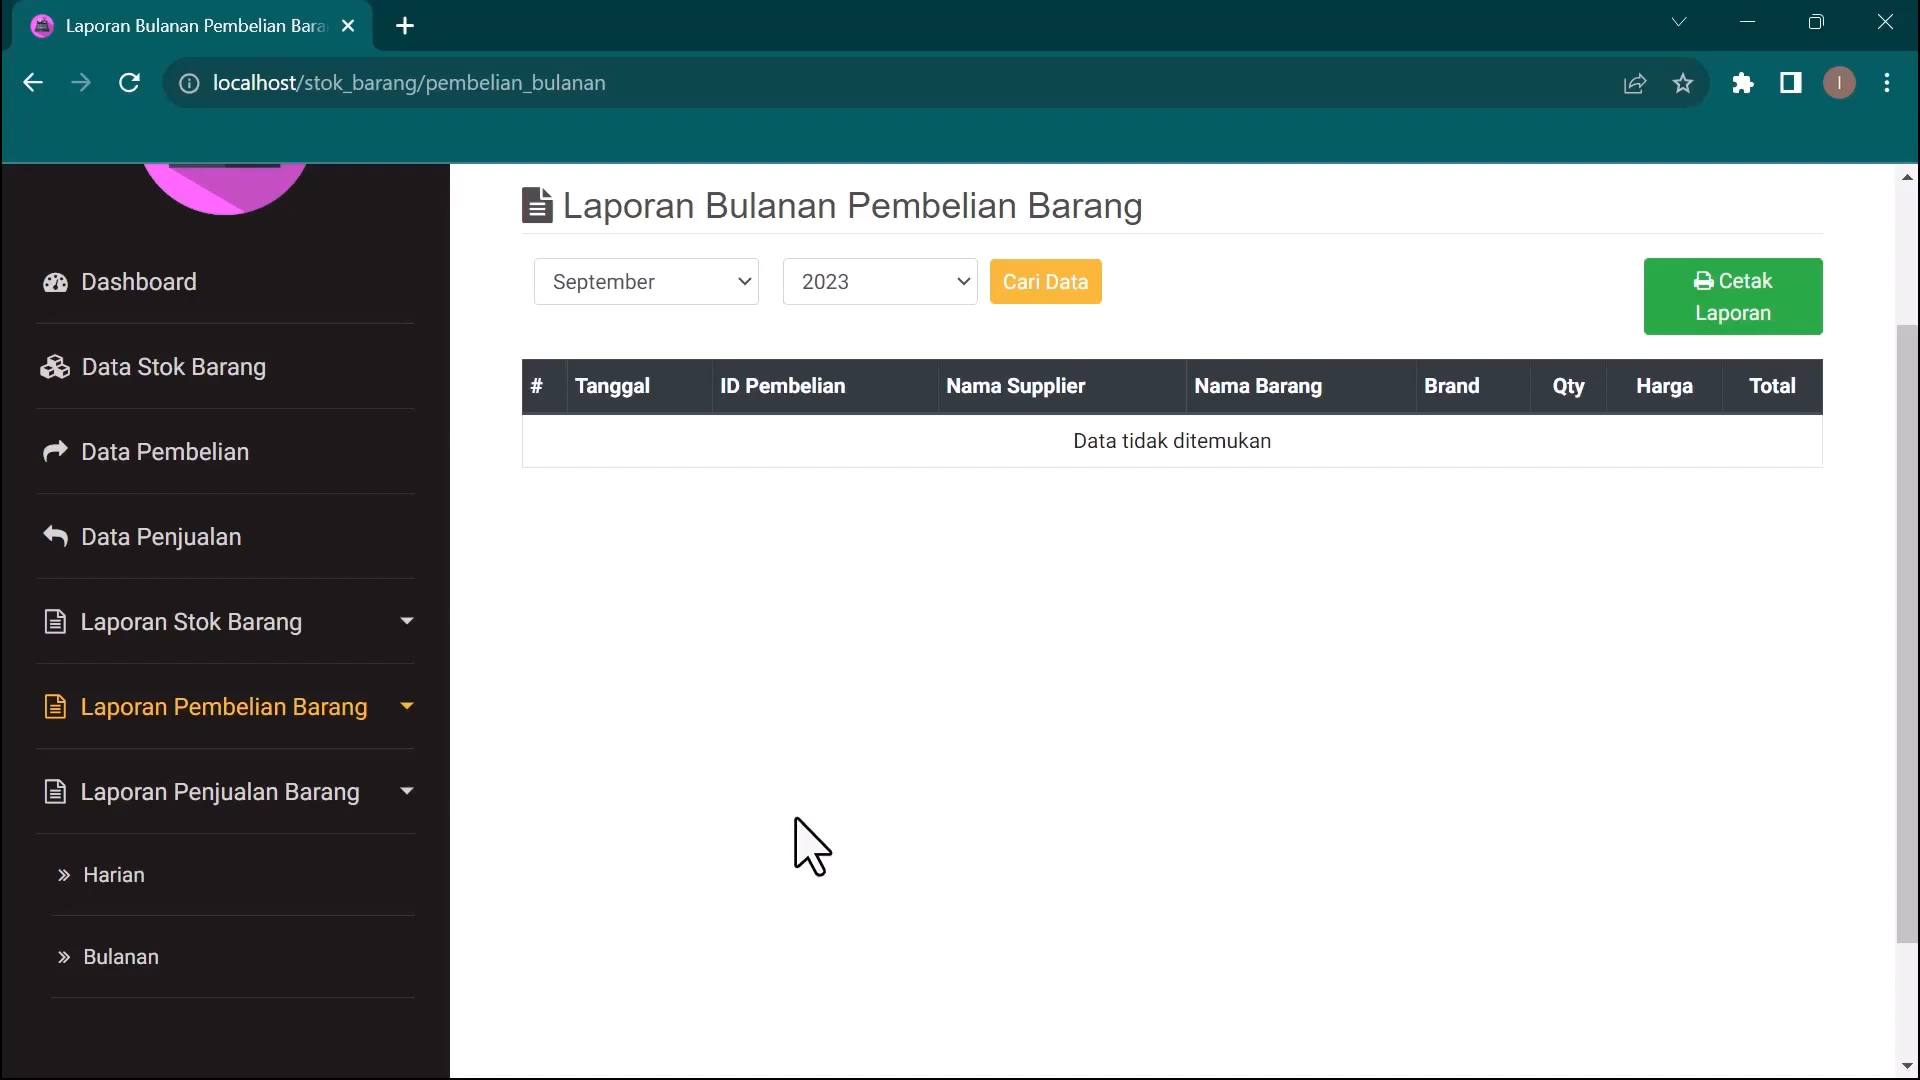 Laporan Bulanan Pembelian Bara
localhost/stok_barang/pembelian_bulanan
I
Dashboard
Data Stok Barang
Data Pembelian
Data Penjualan
Laporan Stok Barang
Laporan Pembelian Barang
Laporan Penjualan Barang
Harian
Bulanan
Laporan Bulanan Pembelian Barang
September 2023 Cari Data
Cetak
Laporan
# Tanggal ID Pembelian Nama Supplier Nama Barang Brand Qty Harga Total
Data tidak ditemukan